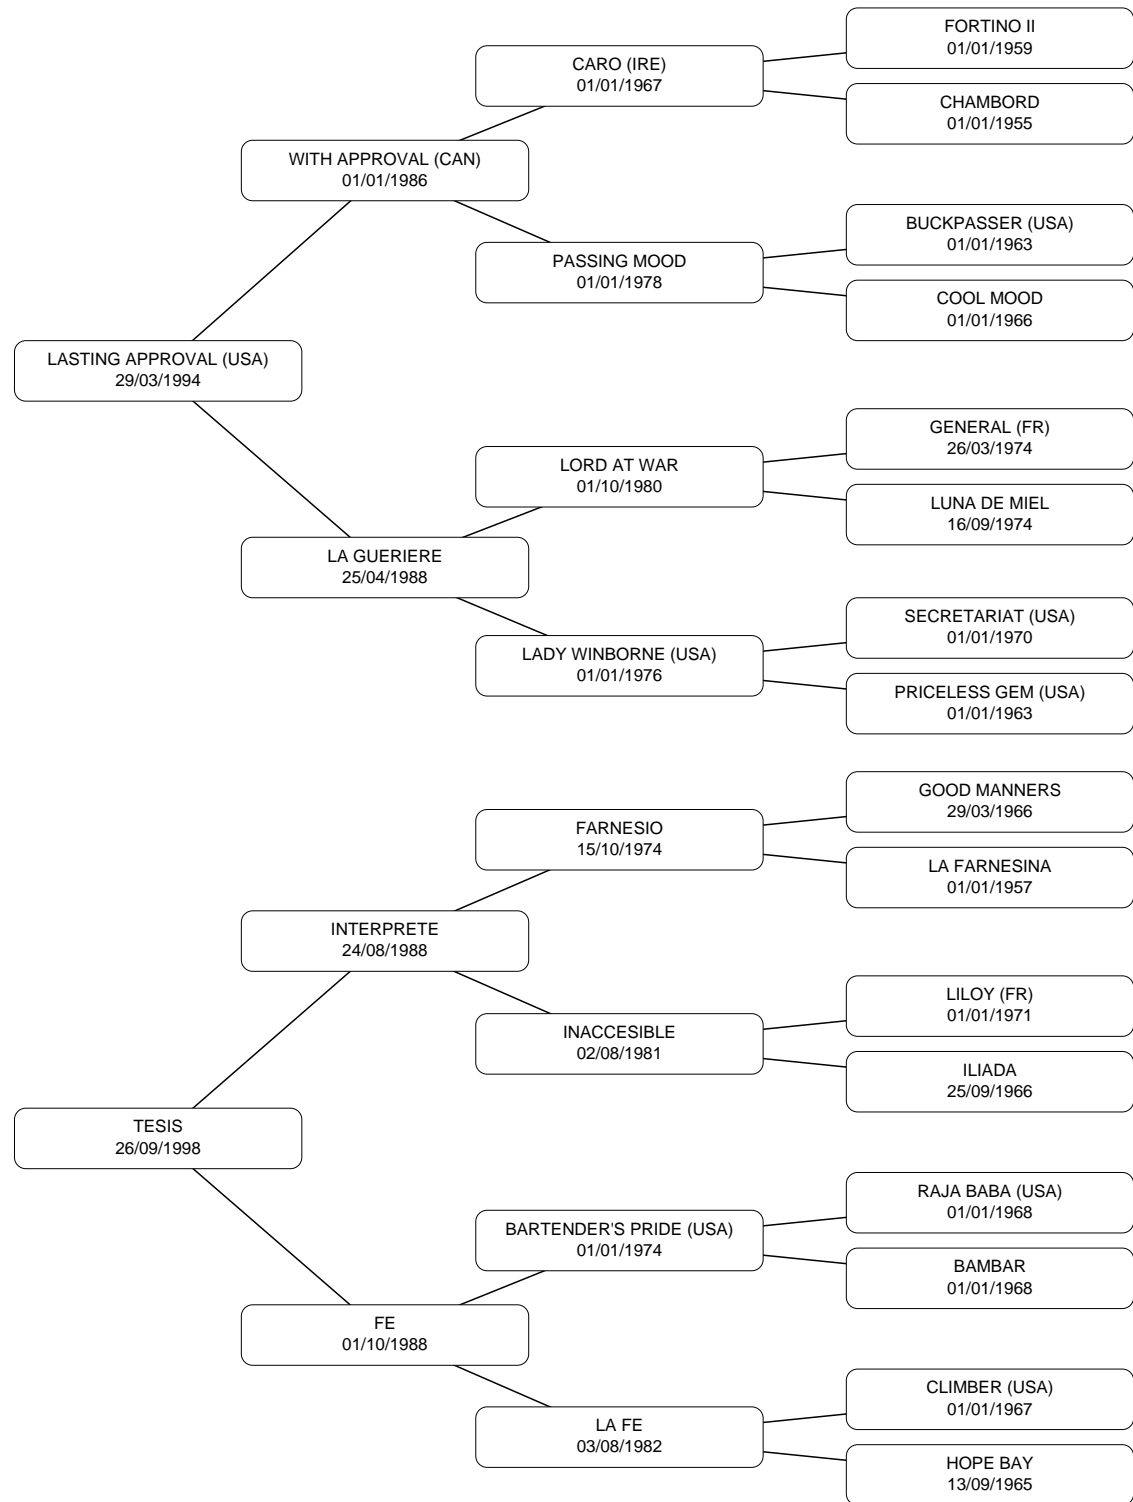 FORTINO II
01/01/1959
CARO (IRE)
01/01/1967
CHAMBORD
01/01/1955
WITH APPROVAL (CAN)
01/01/1986
BUCKPASSER (USA)
01/01/1963
PASSING MOOD
01/01/1978
COOL MOOD
01/01/1966
LASTING APPROVAL (USA)
29/03/1994
GENERAL (FR)
26/03/1974
LORD AT WAR
01/10/1980
LUNA DE MIEL
16/09/1974
LA GUERIERE
25/04/1988
SECRETARIAT (USA)
01/01/1970
LADY WINBORNE (USA)
01/01/1976
PRICELESS GEM (USA)
01/01/1963
GOOD MANNERS
29/03/1966
FARNESIO
15/10/1974
LA FARNESINA
01/01/1957
INTERPRETE
24/08/1988
LILOY (FR)
01/01/1971
INACCESIBLE
02/08/1981
ILIADA
25/09/1966
TESIS
26/09/1998
RAJA BABA (USA)
01/01/1968
BARTENDER'S PRIDE (USA)
01/01/1974
BAMBAR
01/01/1968
FE
01/10/1988
CLIMBER (USA)
01/01/1967
LA FE
03/08/1982
HOPE BAY
13/09/1965